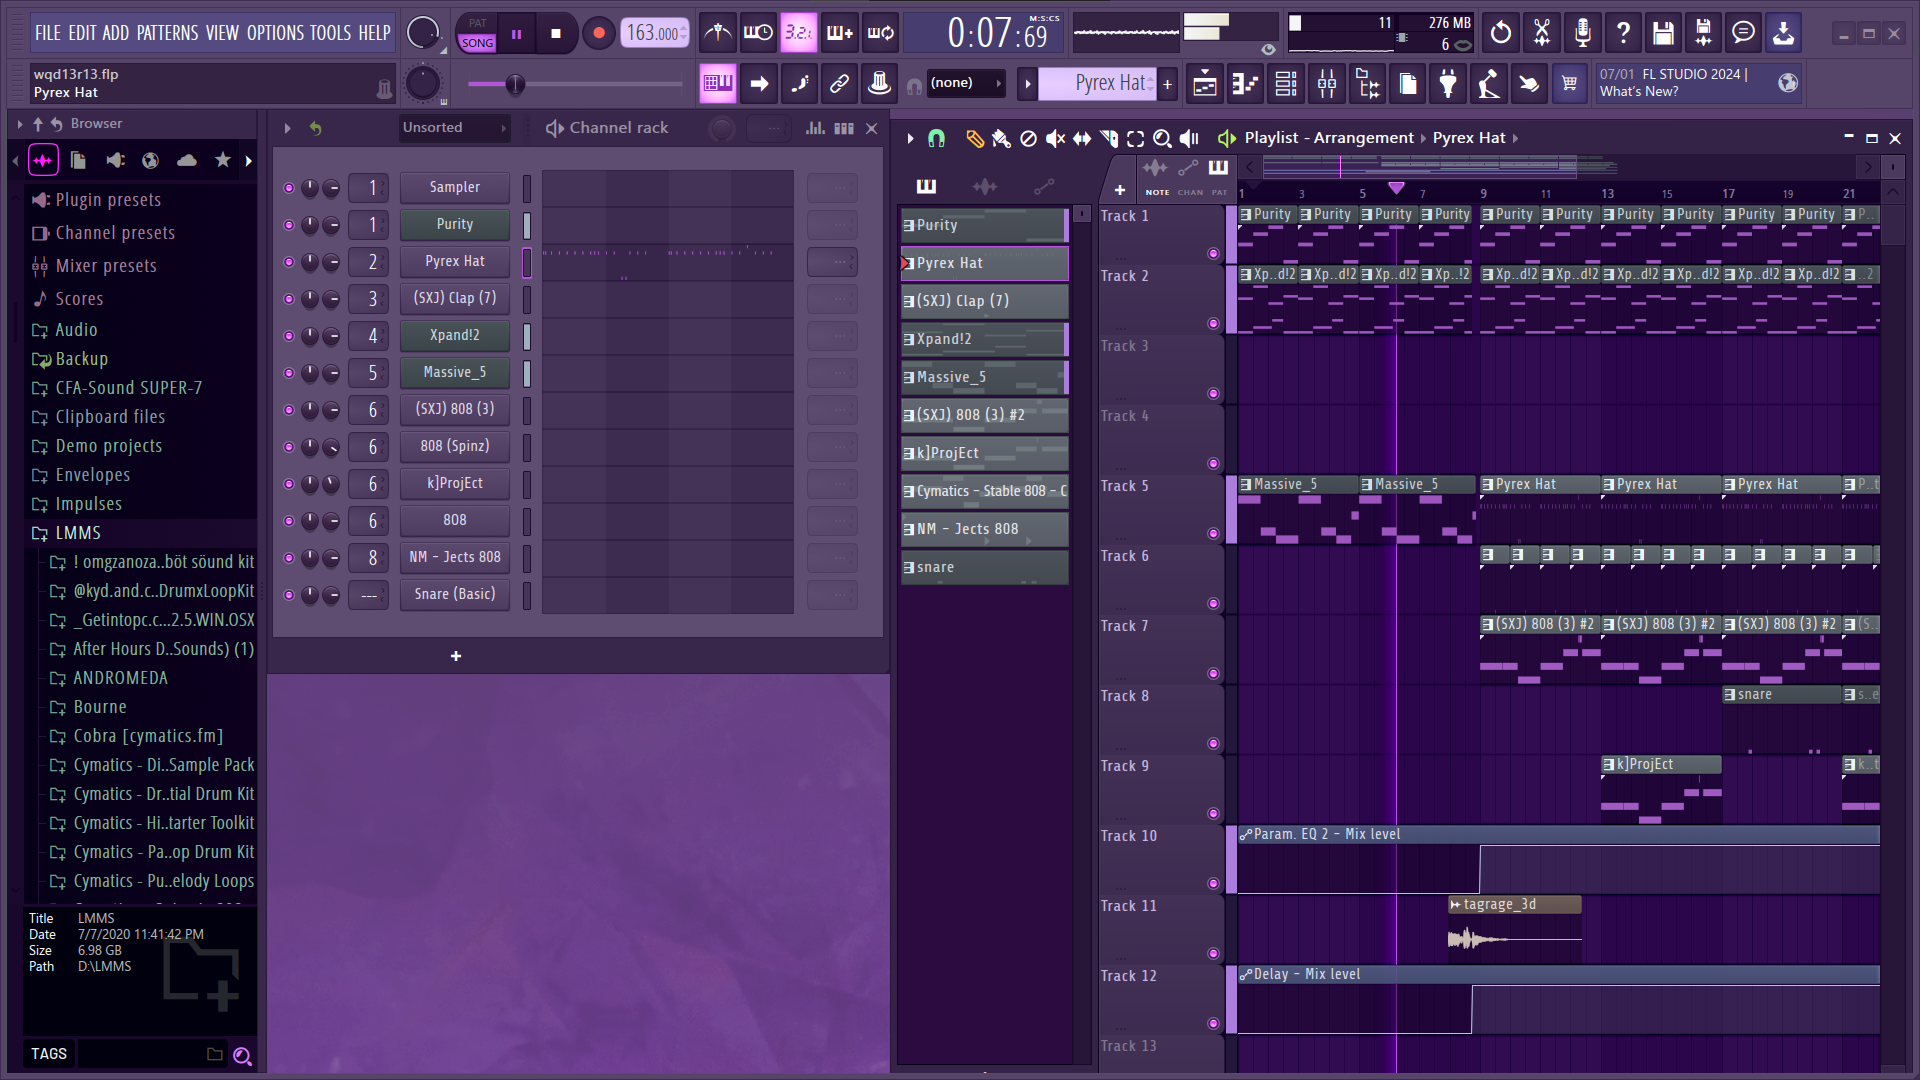 FILE EDIT ADD PATTERNS VIEW OPTIONS TOOLS HELP
PAT
SONG
163.000
3.2.1
0:07:69
M:S:CS
11
276 MB
6
wqd13r13.flp
Pyrex Hat
(none)
Pyrex Hat
07/01 FL STUDIO 2024 |
What's New?
Browser
Plugin presets
Channel presets
Mixer presets
Scores
Audio
Backup
CFA-Sound SUPER-7
Clipboard files
Demo projects
Envelopes
Impulses
LMMS
! omgzanoza..böt söund kit
@kyd.and.c..DrumxLoopKit
_Getintopc.c...2.5.WIN.OSX
After Hours D..Sounds) (1)
ANDROMEDA
Bourne
Cobra [cymatics.fm]
Cymatics - Di..Sample Pack
Cymatics - Dr..tial Drum Kit
Cymatics - Hi..tarter Toolkit
Cymatics - Pa..op Drum Kit
Cymatics - Pu..elody Loops
Title LMMS
Date 7/7/2020 11:41:42 PM
Size 6.98 GB
Path D:\LMMS
TAGS
Unsorted
Channel rack
1 Sampler
1 Purity
2 Pyrex Hat
3 (SXJ) Clap (7)
4 Xpand!2
5 Massive_5
6 (SXJ) 808 (3)
6 808 (Spinz)
6 k]ProjEct
6 808
8 NM - Jects 808
--- Snare (Basic)
+
Playlist - Arrangement › Pyrex Hat ›
NOTE CHAN PAT
1 3 5 7 9 11 13 15 17 19 21
Purity
Pyrex Hat
(SXJ) Clap (7)
Xpand!2
Massive_5
(SXJ) 808 (3) #2
k]ProjEct
Cymatics - Stable 808 - C
NM - Jects 808
snare
Track 1
Purity Purity Purity Purity Purity Purity Purity Purity Purity Purity P..
Track 2
Xp..d!2 Xp..d!2 Xp..d!2 Xp..d!2 Xp..d!2 Xp..d!2 Xp..d!2 Xp..d!2 Xp..d!2 Xp..d!2 ..2
Track 3
Track 4
Track 5
Massive_5 Massive_5 Pyrex Hat Pyrex Hat Pyrex Hat P..t
Track 6
Track 7
(SXJ) 808 (3) #2 (SXJ) 808 (3) #2 (SXJ) 808 (3) #2 (S..
Track 8
snare s..e
Track 9
k]ProjEct k..t
Track 10
Param. EQ 2 - Mix level
Track 11
tagrage_3d
Track 12
Delay - Mix level
Track 13